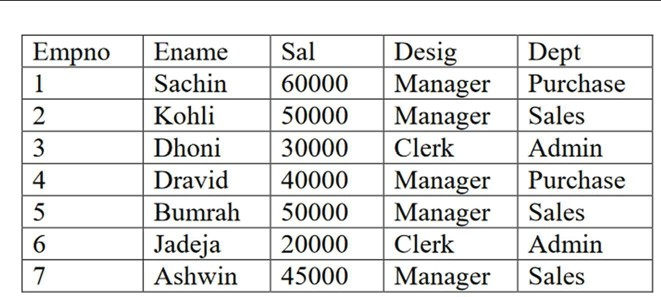 Empno Ename Sal Desig Dept
1 Sachin 60000 Manager Purchase
2 Kohli 50000 Manager Sales
3 Dhoni 30000 Clerk Admin
4 Dravid 40000 Manager Purchase
5 Bumrah 50000 Manager Sales
6 Jadeja 20000 Clerk Admin
7 Ashwin 45000 Manager Sales